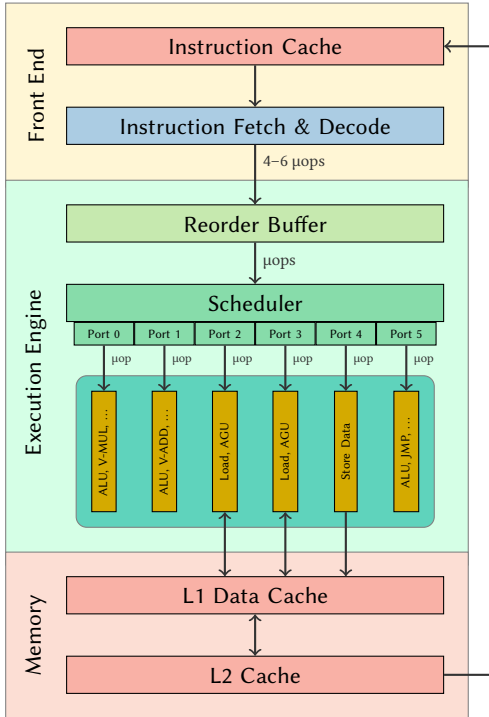 Front End
Instruction Cache
Instruction Fetch & Decode
4–6 μops
Execution Engine
Reorder Buffer
μops
Scheduler
Port 0 Port 1 Port 2 Port 3 Port 4 Port 5
μop μop μop μop μop μop
ALU, V-MUL, …
ALU, V-ADD, …
Load, AGU
Load, AGU
Store Data
ALU, JMP, …
Memory
L1 Data Cache
L2 Cache